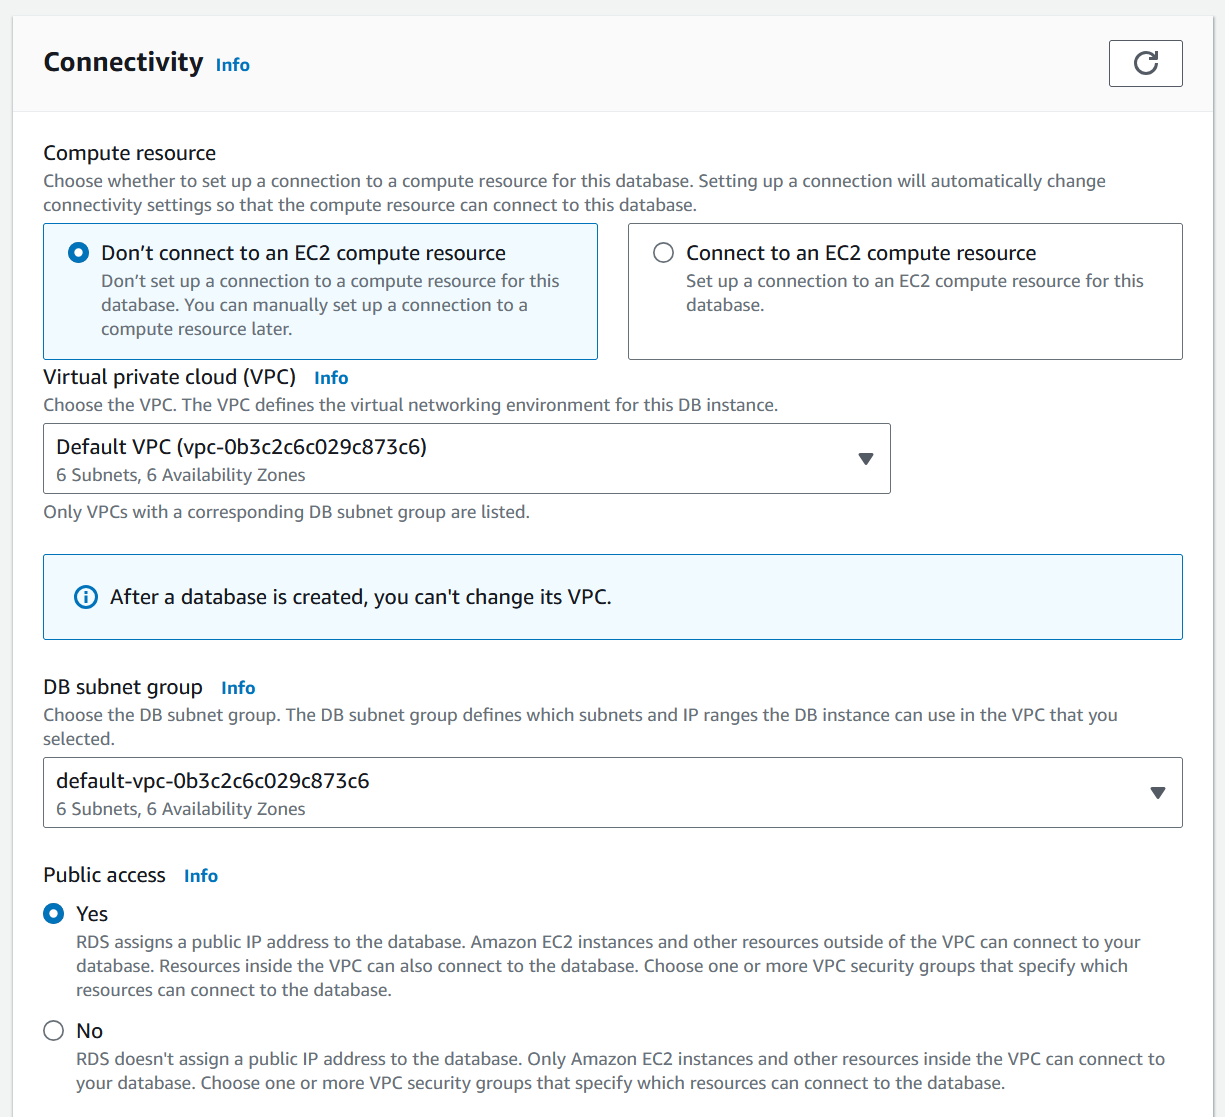 Connectivity Info
Compute resource
Choose whether to set up a connection to a compute resource for this database. Setting up a connection will automatically change
connectivity settings so that the compute resource can connect to this database.
Don’t connect to an EC2 compute resource
Don’t set up a connection to a compute resource for this
database. You can manually set up a connection to a
compute resource later.
Connect to an EC2 compute resource
Set up a connection to an EC2 compute resource for this
database.
Virtual private cloud (VPC) Info
Choose the VPC. The VPC defines the virtual networking environment for this DB instance.
Default VPC (vpc-0b3c2c6c029c873c6)
6 Subnets, 6 Availability Zones
Only VPCs with a corresponding DB subnet group are listed.
After a database is created, you can't change its VPC.
DB subnet group Info
Choose the DB subnet group. The DB subnet group defines which subnets and IP ranges the DB instance can use in the VPC that you
selected.
default-vpc-0b3c2c6c029c873c6
6 Subnets, 6 Availability Zones
Public access Info
Yes
RDS assigns a public IP address to the database. Amazon EC2 instances and other resources outside of the VPC can connect to your
database. Resources inside the VPC can also connect to the database. Choose one or more VPC security groups that specify which
resources can connect to the database.
No
RDS doesn't assign a public IP address to the database. Only Amazon EC2 instances and other resources inside the VPC can connect to
your database. Choose one or more VPC security groups that specify which resources can connect to the database.